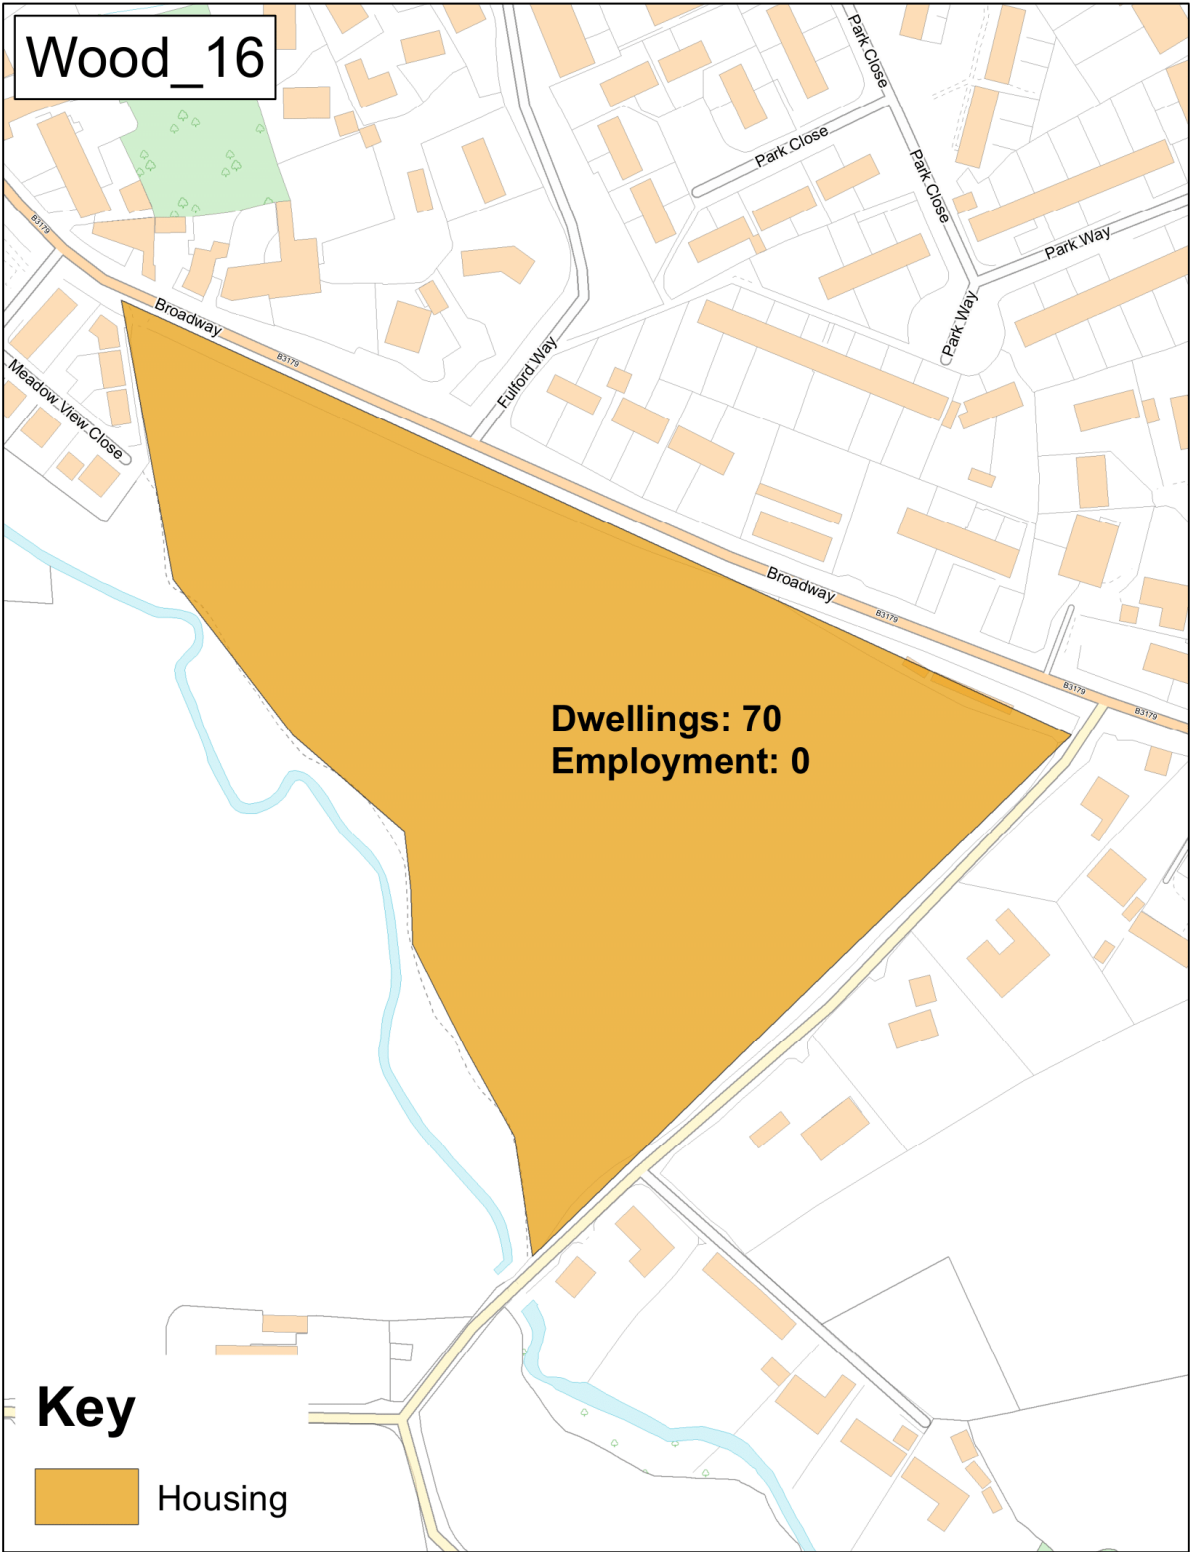 Wood_16
Park Close
Park Close
Park Close
Park Way
Park Way
B3179
Broadway
B3179
Fulford Way
Meadow View Close
Broadway
B3179
B3179
B3179
Dwellings: 70
Employment: 0
Key
Housing